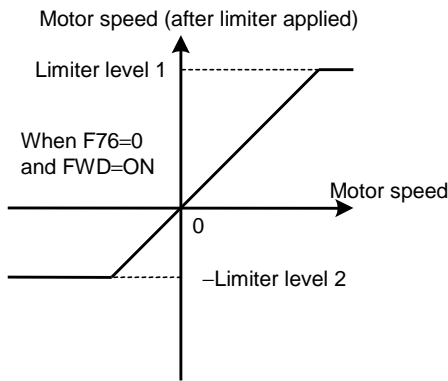 Motor speed (after limiter applied)
Limiter level 1
When F76=0
and FWD=ON
Motor speed
0
–Limiter level 2